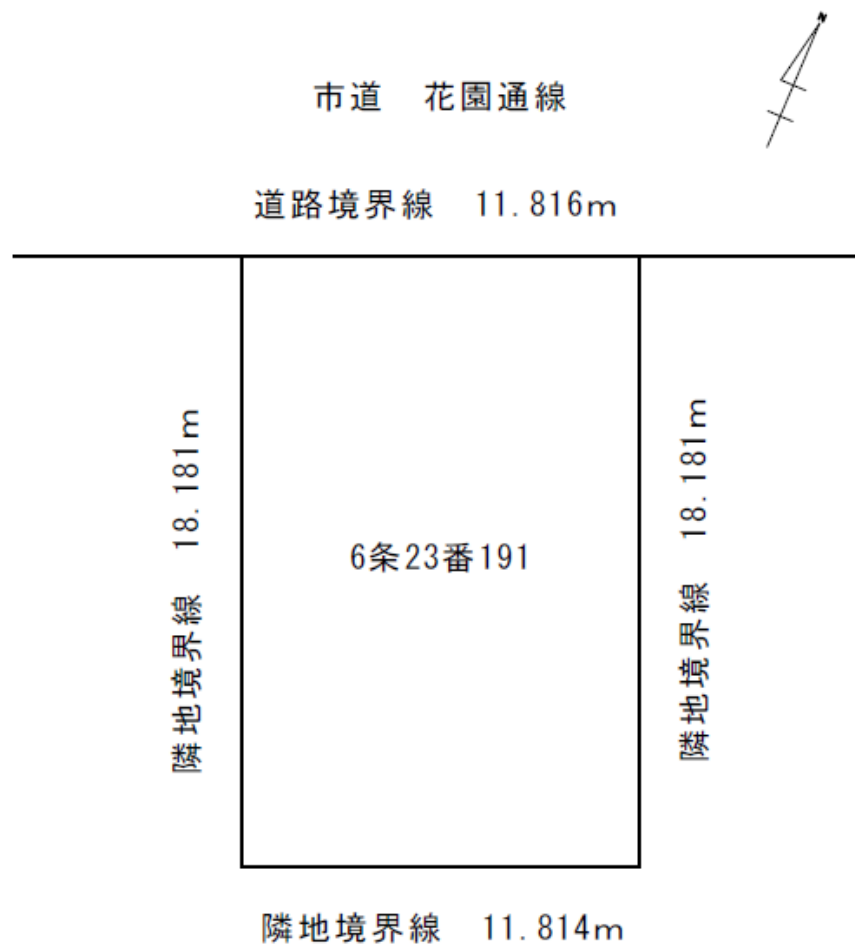 N
市道　花園通線
道路境界線　11.816m
隣地境界線　18.181m
6条23番191
隣地境界線　18.181m
隣地境界線　11.814m